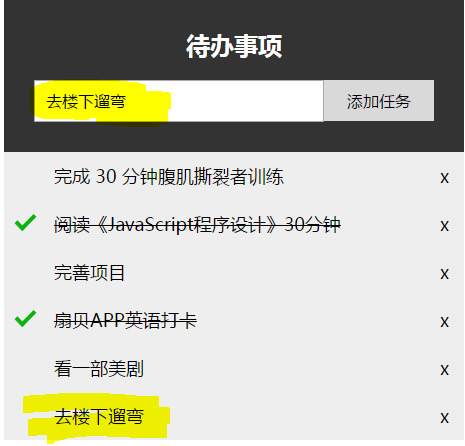 待办事项
去楼下遛弯 添加任务
完成 30 分钟腹肌撕裂者训练 x
阅读《JavaScript程序设计》30分钟 x
完善项目 x
扇贝APP英语打卡 x
看一部美剧 x
去楼下遛弯 x